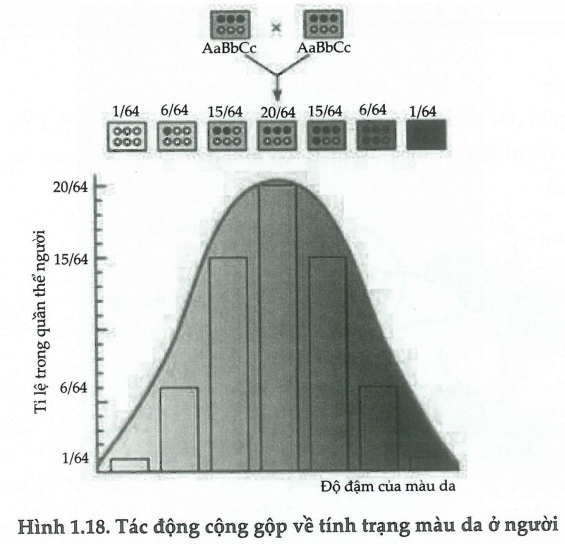 ×
AaBbCc AaBbCc
1/64 6/64 15/64 20/64 15/64 6/64 1/64
20/64
15/64
6/64
1/64
Tỉ lệ trong quần thể người
Độ đậm của màu da
Hình 1.18. Tác động cộng gộp về tính trạng màu da ở người